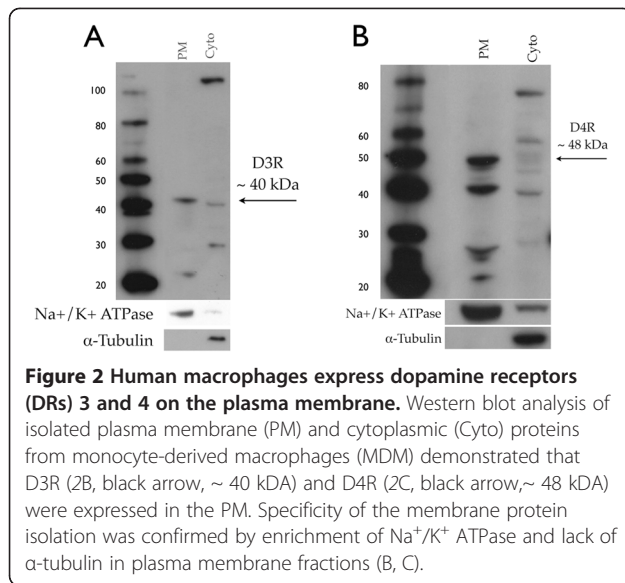 A
B
PM
Cyto
PM
Cyto
100
80
60
50
40
30
20
D3R
~ 40 kDa
80
60
50
40
30
20
D4R
~ 48 kDa
Na+/K+ ATPase
α-Tubulin
Na+/K+ ATPase
α-Tubulin
Figure 2 Human macrophages express dopamine receptors
(DRs) 3 and 4 on the plasma membrane. Western blot analysis of
isolated plasma membrane (PM) and cytoplasmic (Cyto) proteins
from monocyte-derived macrophages (MDM) demonstrated that
D3R (2B, black arrow, ~ 40 kDA) and D4R (2C, black arrow,~ 48 kDA)
were expressed in the PM. Specificity of the membrane protein
isolation was confirmed by enrichment of Na⁺/K⁺ ATPase and lack of
α-tubulin in plasma membrane fractions (B, C).